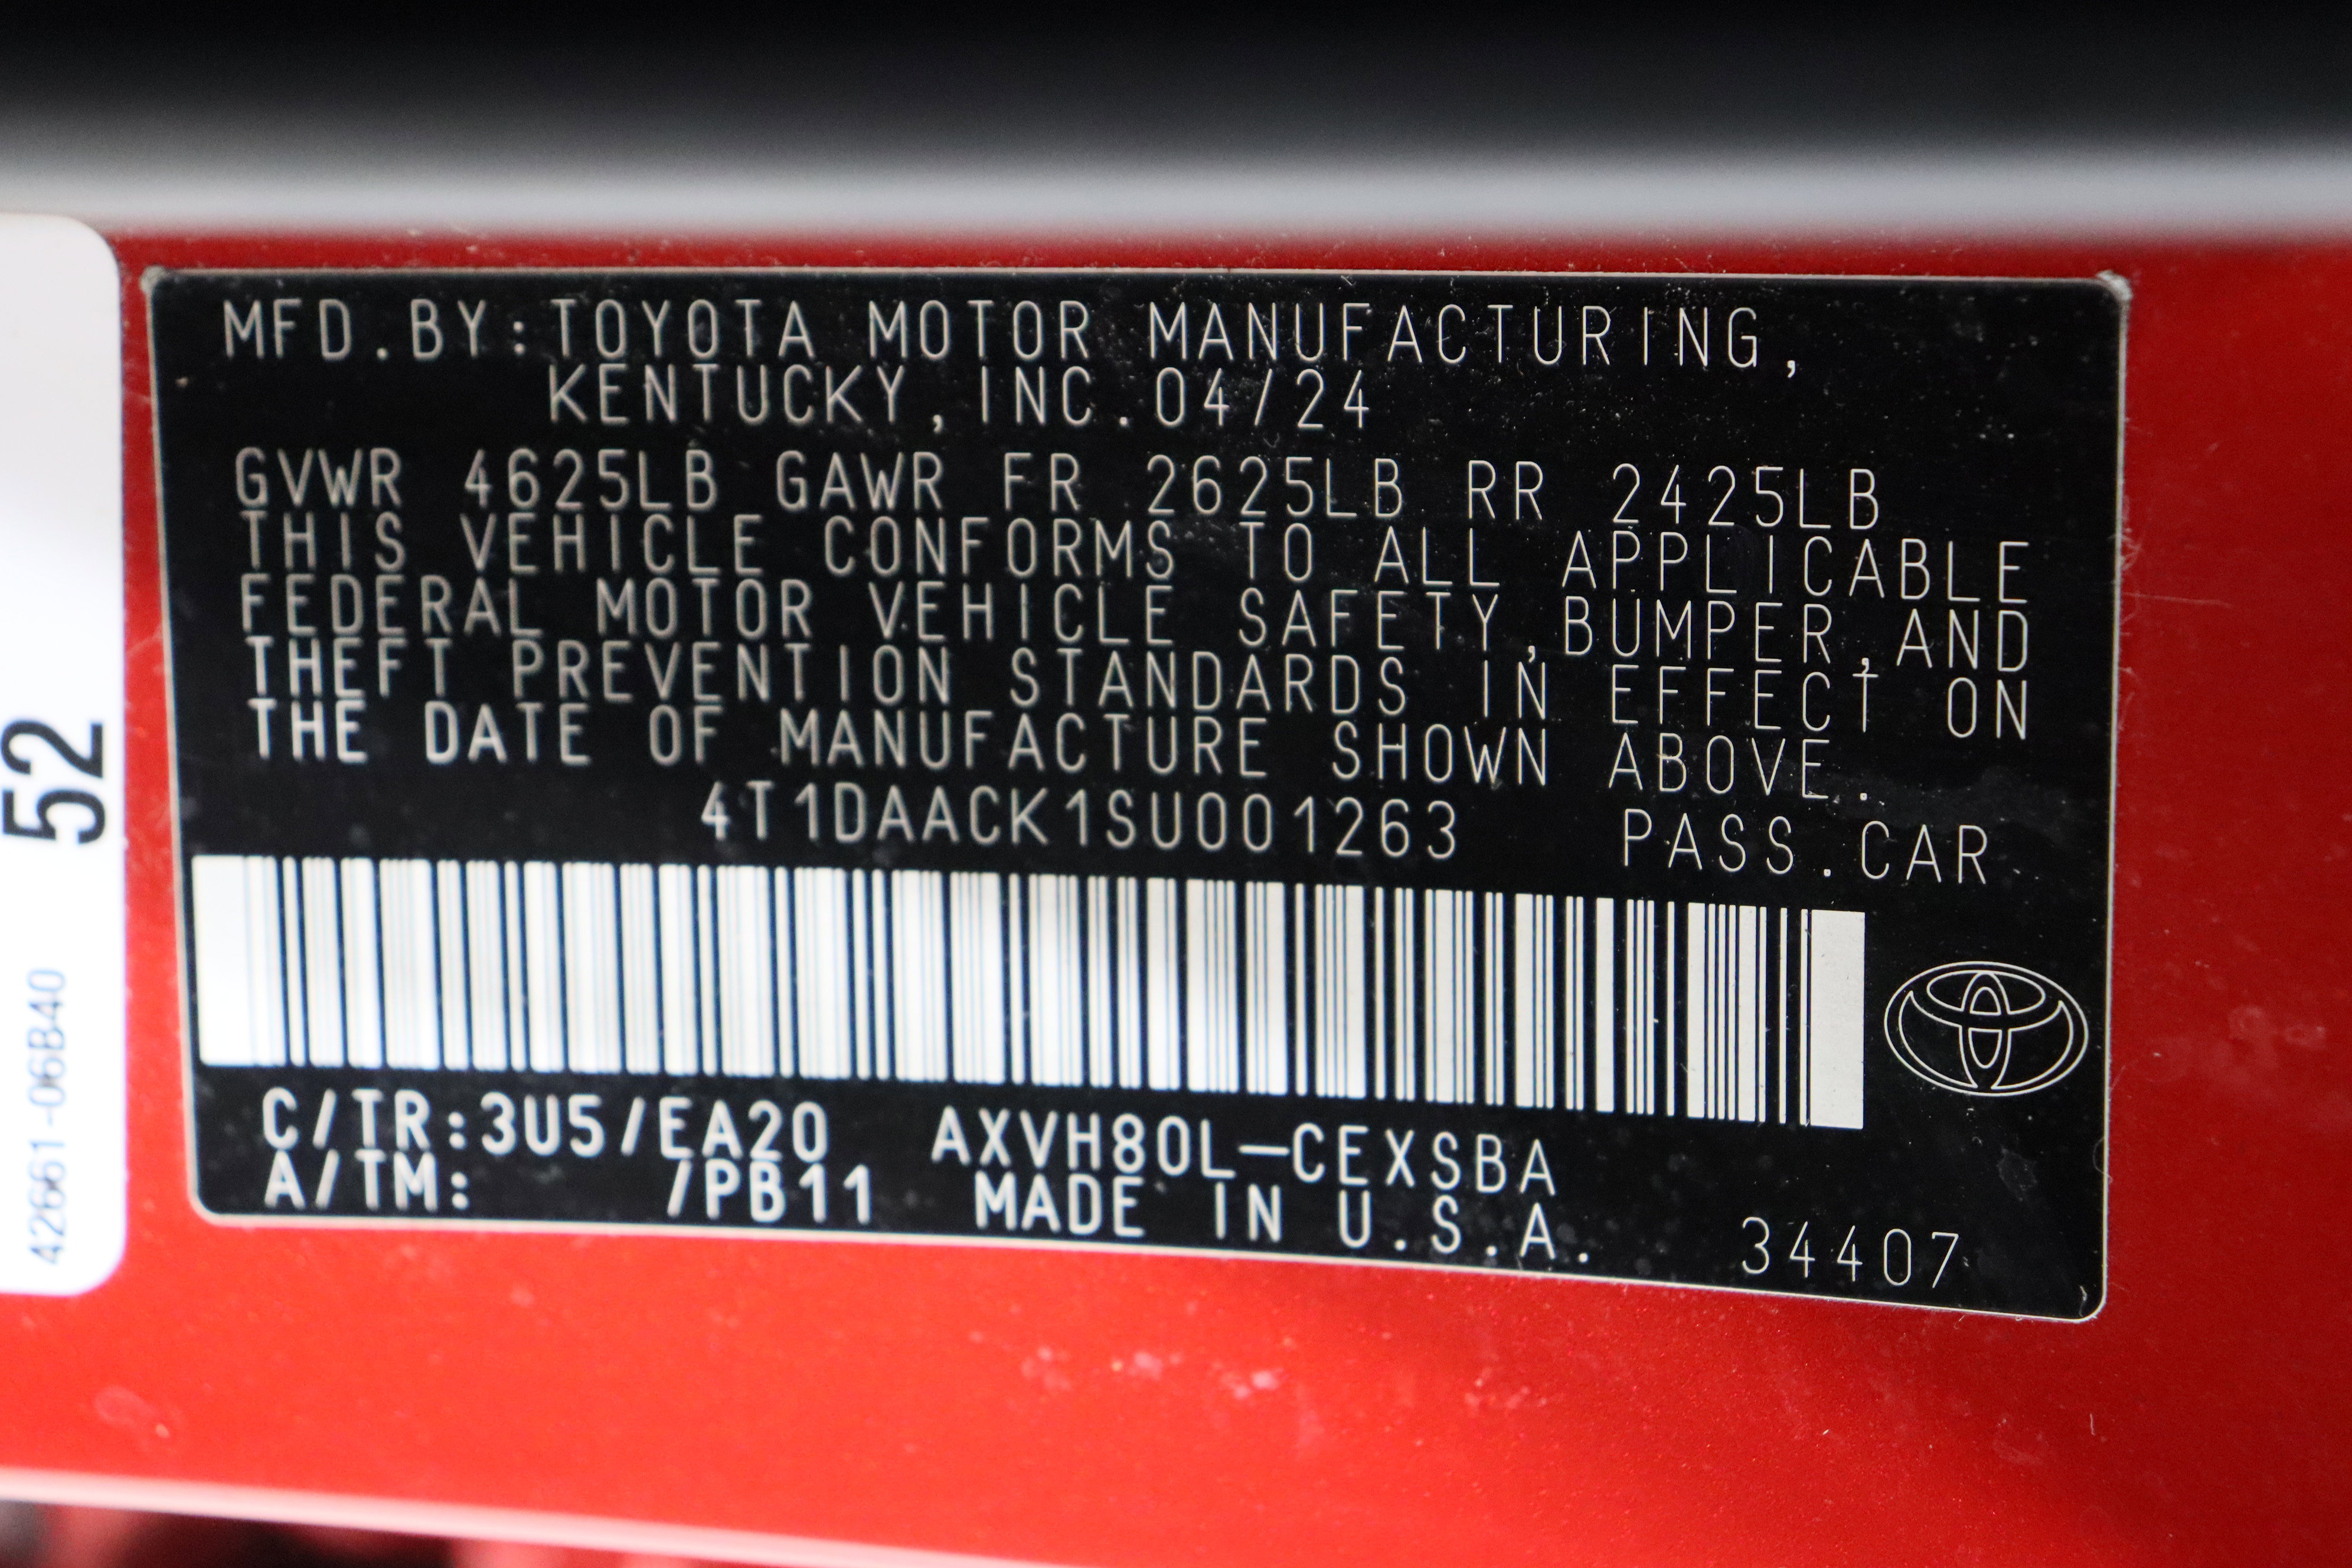 MFD.BY:TOYOTA MOTOR MANUFACTURING,
KENTUCKY,INC.04/24
GVWR 4625LB GAWR FR 2625LB RR 2425LB
THIS VEHICLE CONFORMS TO ALL APPLICABLE
FEDERAL MOTOR VEHICLE SAFETY,BUMPER,AND
THEFT PREVENTION STANDARDS IN EFFECT ON
THE DATE OF MANUFACTURE SHOWN ABOVE.
4T1DAACK1SU001263 PASS.CAR
C/TR:3U5/EA20 AXVH80L-CEXSBA
A/TM: /PB11 MADE IN U.S.A. 34407
52
42661-06B40